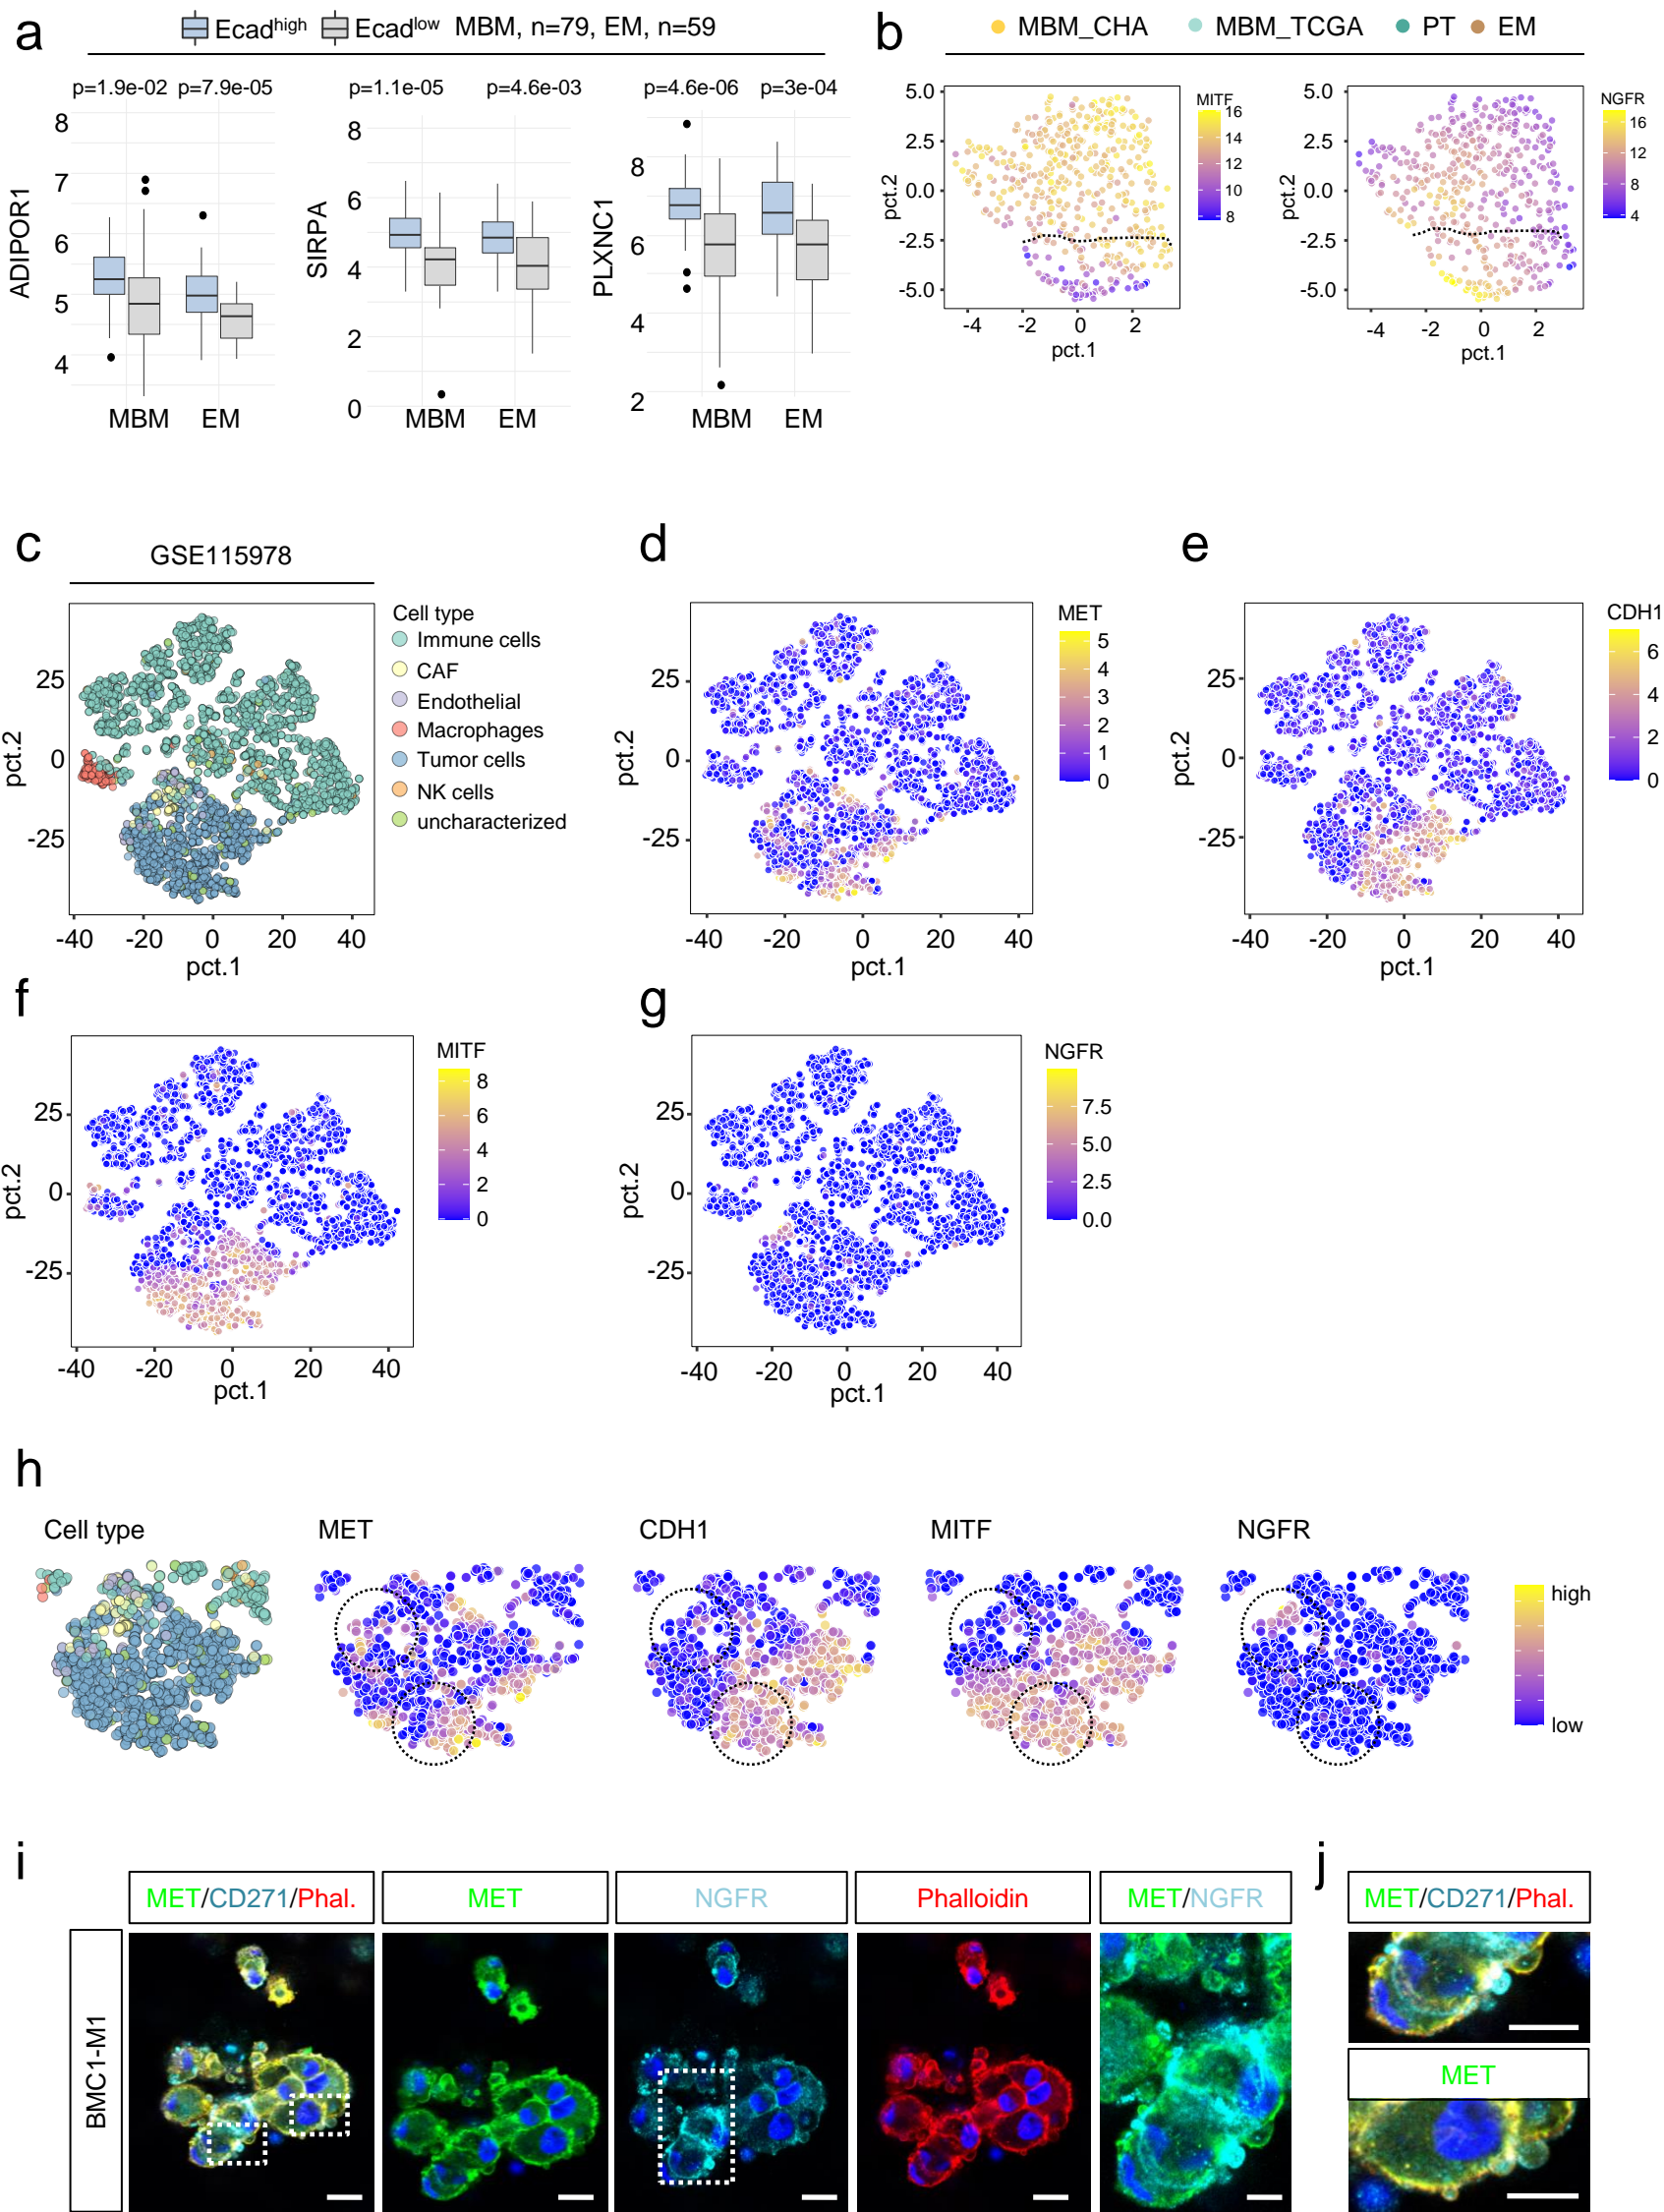 a
Ecadhigh Ecadlow MBM, n=79, EM, n=59
p=1.9e-02 p=7.9e-05
ADIPOR1
8
7
6
5
4
MBM EM
p=1.1e-05 p=4.6e-03
SIRPA
8
6
4
2
0
MBM EM
p=4.6e-06 p=3e-04
PLXNC1
8
6
4
2
MBM EM
b
MBM_CHA MBM_TCGA PT EM
pct.2
5.0
2.5
0.0
-2.5
-5.0
-4 -2 0 2
pct.1
MITF
16
14
12
10
8
pct.2
5.0
2.5
0.0
-2.5
-5.0
-4 -2 0 2
pct.1
NGFR
16
12
8
4
c
GSE115978
pct.2
25
0
-25
-40 -20 0 20 40
pct.1
Cell type
Immune cells
CAF
Endothelial
Macrophages
Tumor cells
NK cells
uncharacterized
d
pct.2
25
0
-25
-40 -20 0 20 40
pct.1
MET
5
4
3
2
1
0
e
pct.2
25
0
-25
-40 -20 0 20 40
pct.1
CDH1
6
4
2
0
f
pct.2
25
0
-25
-40 -20 0 20 40
pct.1
MITF
8
6
4
2
0
g
pct.2
25
0
-25
-40 -20 0 20 40
pct.1
NGFR
7.5
5.0
2.5
0.0
h
Cell type MET CDH1 MITF NGFR
high
low
i
MET/CD271/Phal. MET NGFR Phalloidin MET/NGFR
BMC1-M1
j
MET/CD271/Phal.
MET